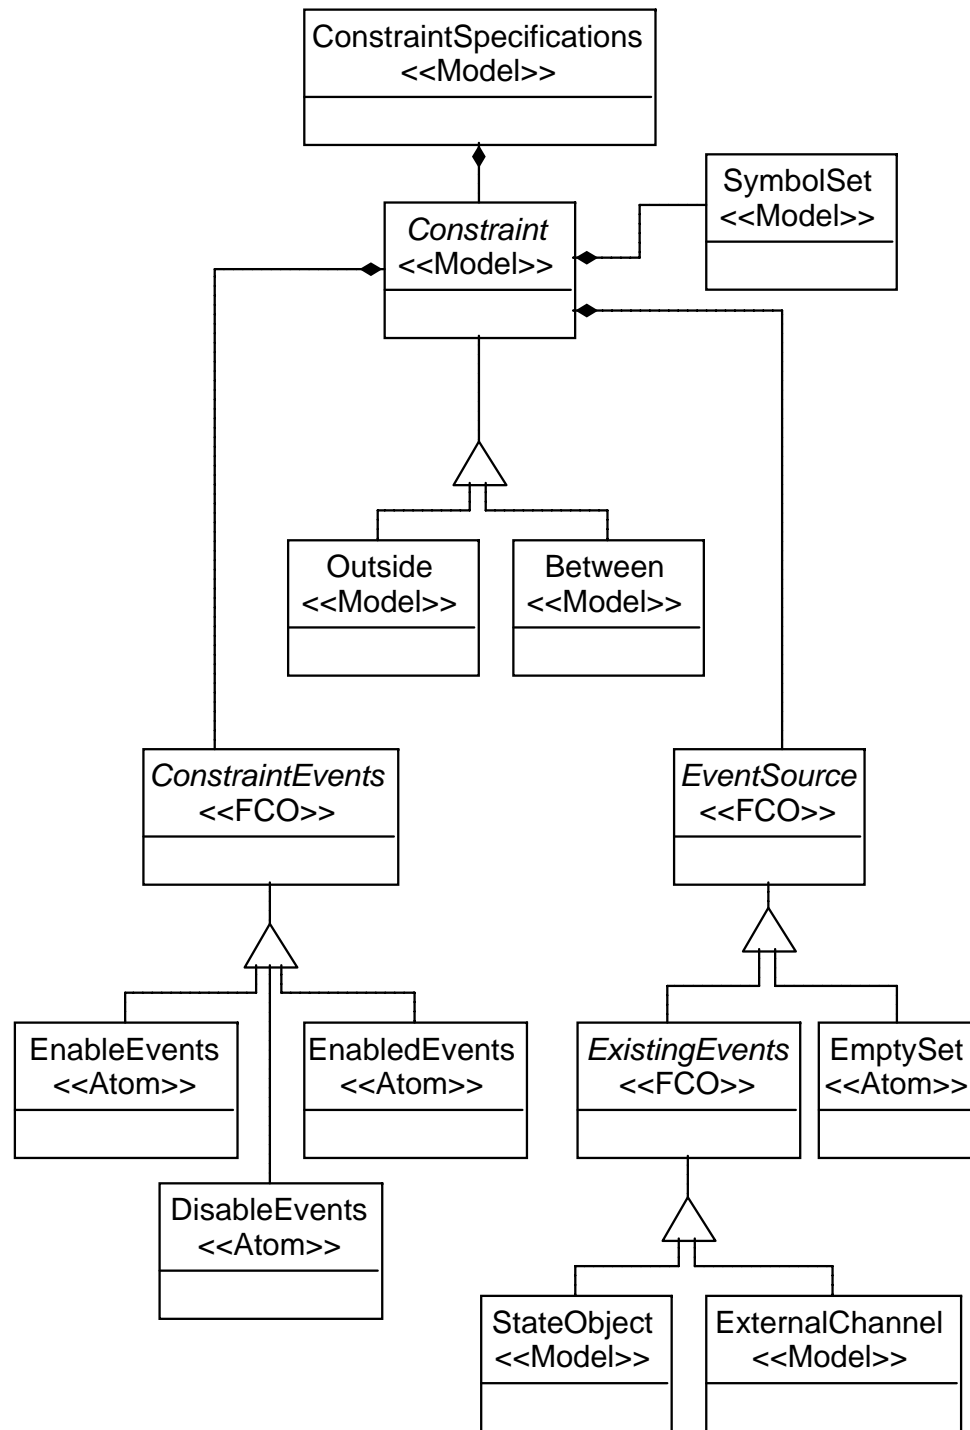 ConstraintSpecifications
<<Model>>
SymbolSet
<<Model>>
Constraint
<<Model>>
Outside
<<Model>>
Between
<<Model>>
ConstraintEvents
<<FCO>>
EventSource
<<FCO>>
EnableEvents
<<Atom>>
EnabledEvents
<<Atom>>
ExistingEvents
<<FCO>>
EmptySet
<<Atom>>
DisableEvents
<<Atom>>
StateObject
<<Model>>
ExternalChannel
<<Model>>